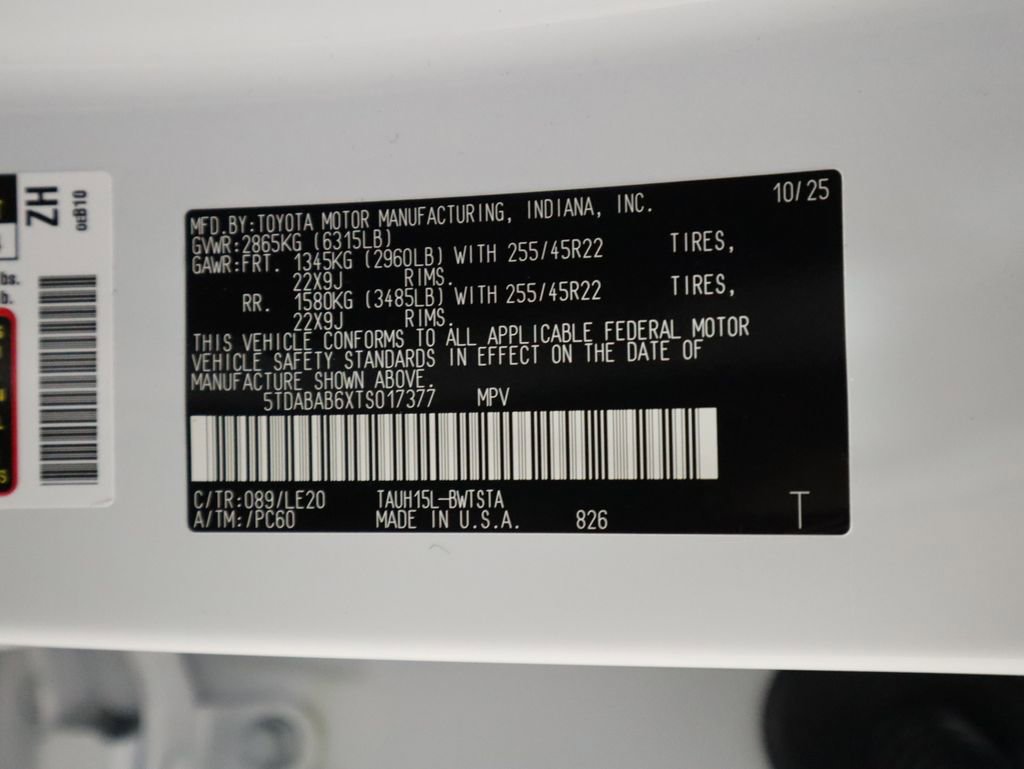 ZH
0EB10
10/25
MFD.BY:TOYOTA MOTOR MANUFACTURING, INDIANA, INC.
GVWR:2865KG (6315LB)
GAWR:FRT. 1345KG (2960LB) WITH 255/45R22 TIRES,
22X9J RIMS.
RR. 1580KG (3485LB) WITH 255/45R22 TIRES,
22X9J RIMS.
THIS VEHICLE CONFORMS TO ALL APPLICABLE FEDERAL MOTOR
VEHICLE SAFETY STANDARDS IN EFFECT ON THE DATE OF
MANUFACTURE SHOWN ABOVE.
5TDABAB6XTS017377 MPV
C/TR:089/LE20 TAUH15L-BWTSTA
A/TM:/PC60 MADE IN U.S.A. 826 T